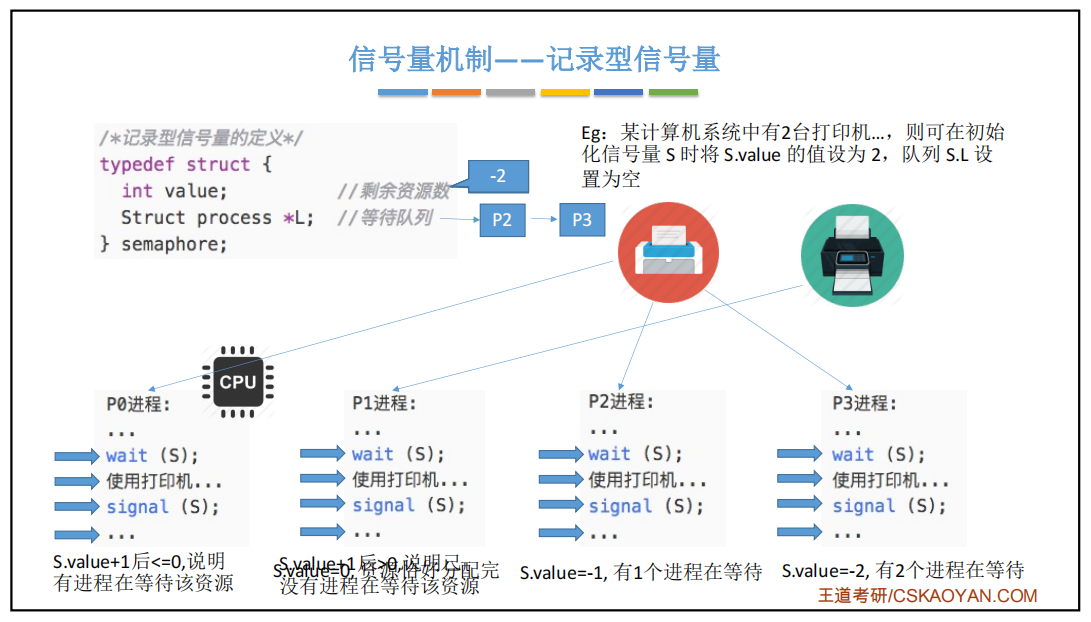 信号量机制——记录型信号量
/*记录型信号量的定义*/
typedef struct {
int value; //剩余资源数
Struct process *L; //等待队列
} semaphore;
-2
P2
P3
Eg：某计算机系统中有2台打印机…，则可在初始
化信号量 S 时将 S.value 的值设为 2，队列 S.L 设
置为空
CPU
P0进程:
...
wait (S);
使用打印机...
signal (S);
...
S.value+1后<=0,说明
有进程在等待该资源
P1进程:
...
wait (S);
使用打印机...
signal (S);
...
S.value+1后>0,说明已
没有进程在等待该资源
S.value=0, 资源恰好分配完
P2进程:
...
wait (S);
使用打印机...
signal (S);
...
S.value=-1, 有1个进程在等待
P3进程:
...
wait (S);
使用打印机...
signal (S);
...
S.value=-2, 有2个进程在等待
王道考研/CSKAOYAN.COM